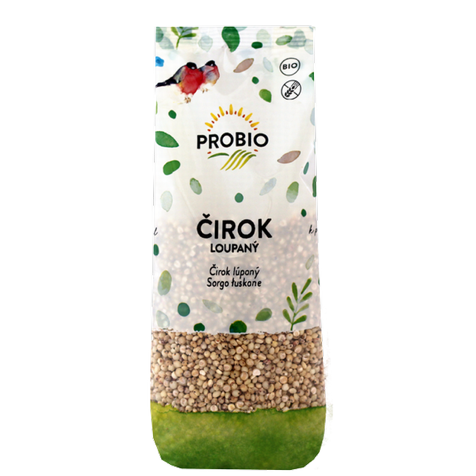 BIO
PROBIO
ČIROK
LOUPANÝ
Čirok lúpaný
Sorgo łuskane